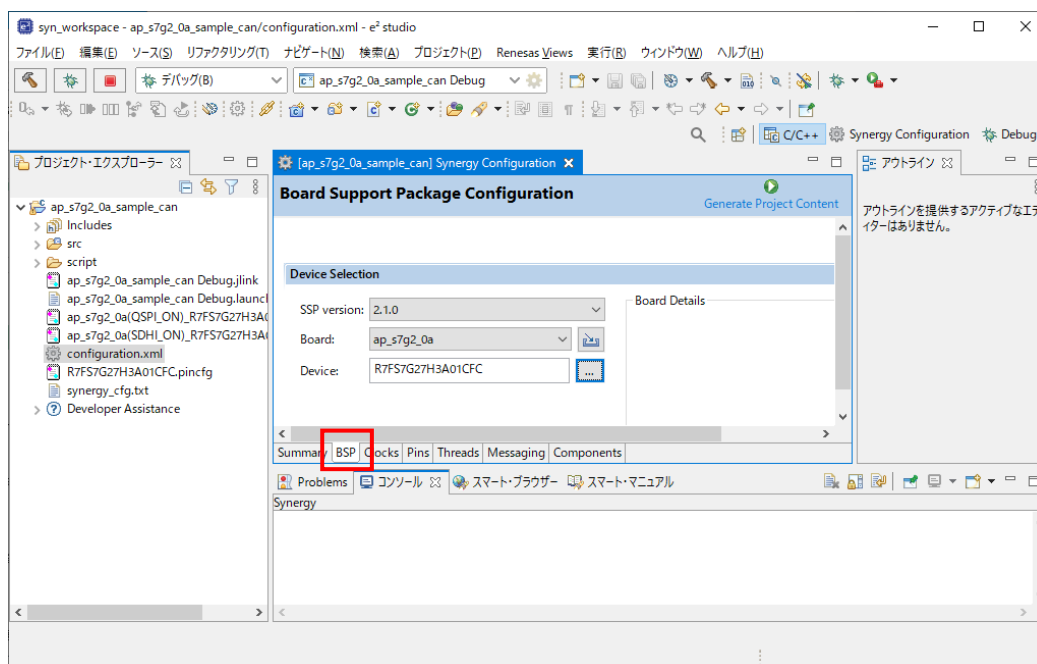 syn_workspace - ap_s7g2_0a_sample_can/configuration.xml - e² studio
ファイル(F) 編集(E) ソース(S) リファクタリング(T) ナビゲート(N) 検索(A) プロジェクト(P) Renesas Views 実行(R) ウィンドウ(W) ヘルプ(H)
デバッグ(B) ap_s7g2_0a_sample_can Debug
C/C++ Synergy Configuration Debug
プロジェクト・エクスプローラー
[ap_s7g2_0a_sample_can] Synergy Configuration
アウトライン
Board Support Package Configuration
Generate Project Content
アウトラインを提供するアクティブなエデ
ィターはありません。
ap_s7g2_0a_sample_can
Includes
src
script
ap_s7g2_0a_sample_can Debug.jlink
ap_s7g2_0a_sample_can Debug.launcl
ap_s7g2_0a(QSPI_ON)_R7FS7G27H3A(
ap_s7g2_0a(SDHI_ON)_R7FS7G27H3A(
configuration.xml
R7FS7G27H3A01CFC.pincfg
synergy_cfg.txt
Developer Assistance
Device Selection
SSP version: 2.1.0
Board Details
Board: ap_s7g2_0a
Device: R7FS7G27H3A01CFC ...
Summary BSP Clocks Pins Threads Messaging Components
Problems コンソール スマート・ブラウザー スマート・マニュアル
Synergy